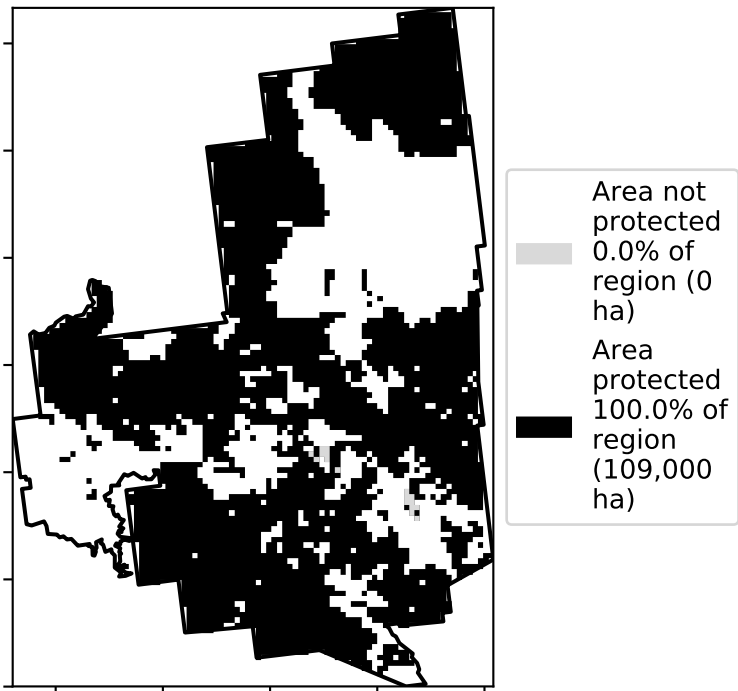 Area not
protected
0.0% of
region (0
ha)
Area
protected
100.0% of
region
(109,000
ha)